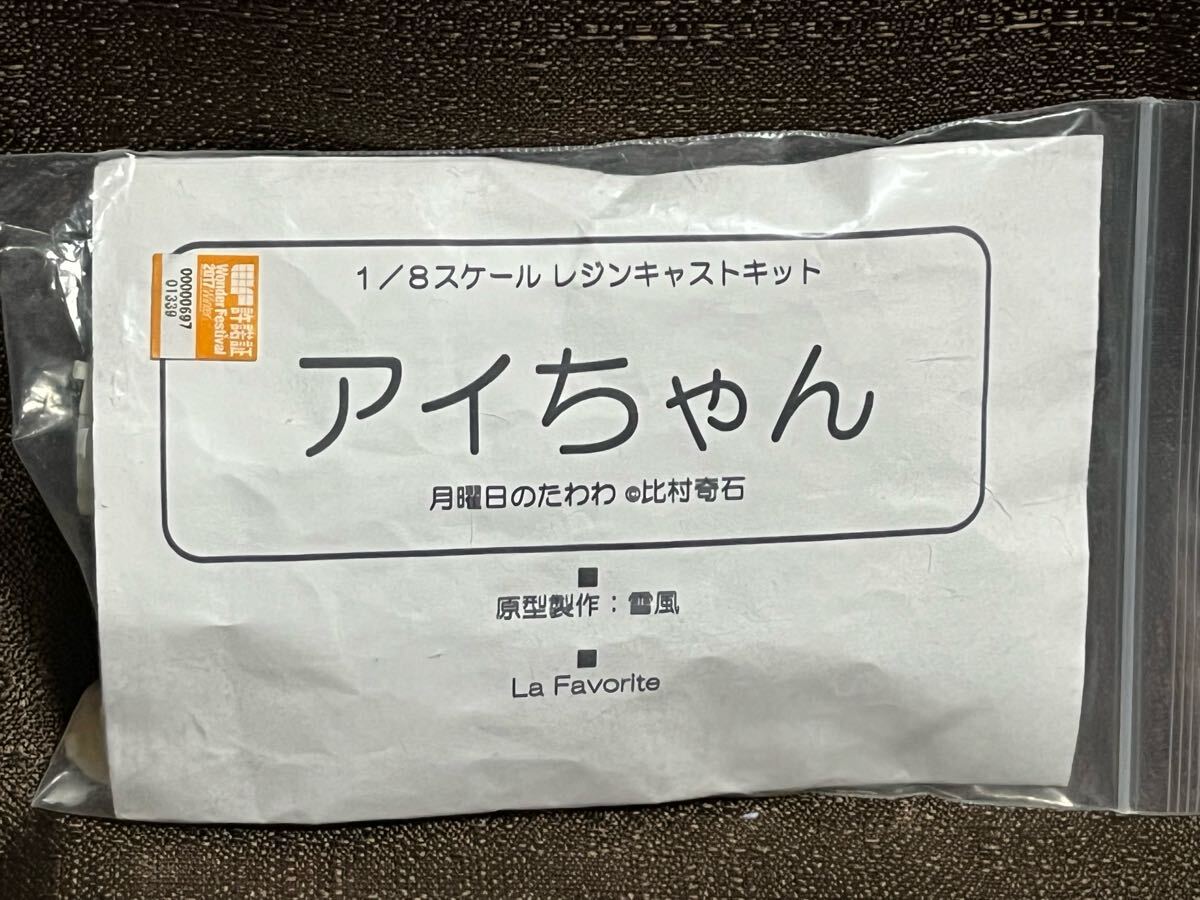 許諾証
Wonder Festival
2017 Winter
00000697
01339
1/8スケール レジンキャストキット
アイちゃん
月曜日のたわわ ©比村奇石
■
原型製作：雪風
■
La Favorite